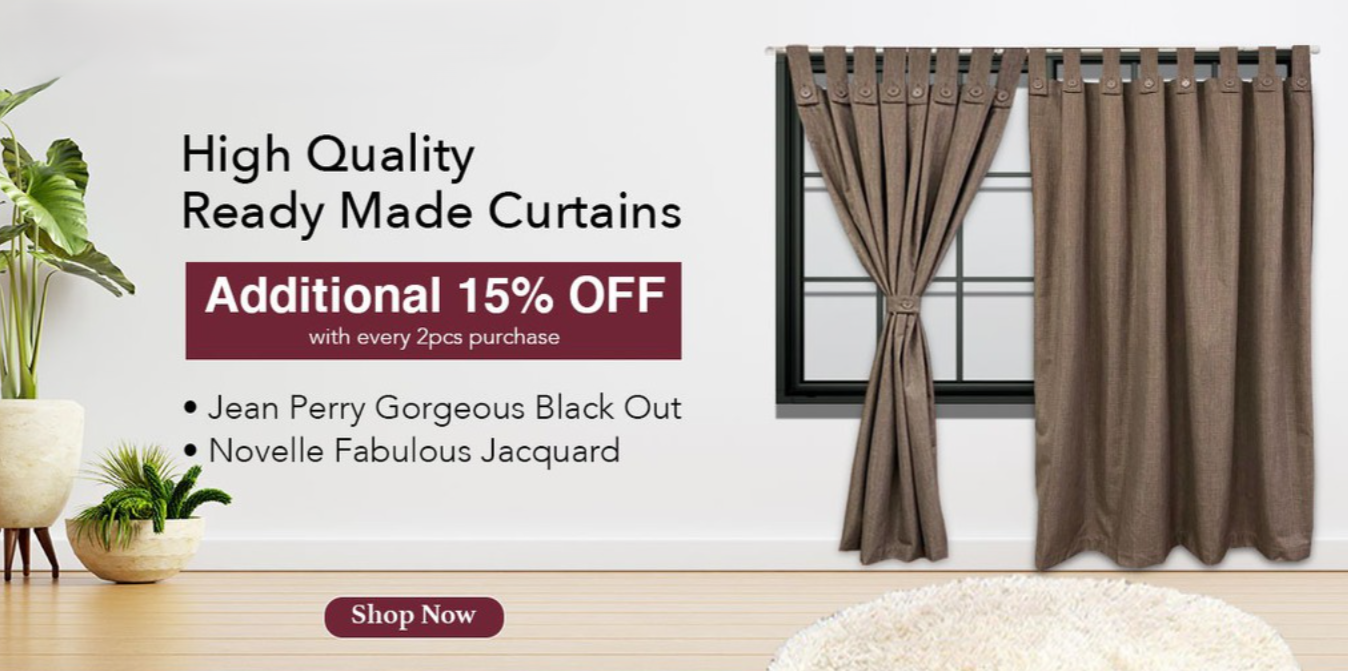 High Quality
Ready Made Curtains
Additional 15% OFF
with every 2pcs purchase
• Jean Perry Gorgeous Black Out
• Novelle Fabulous Jacquard
Shop Now